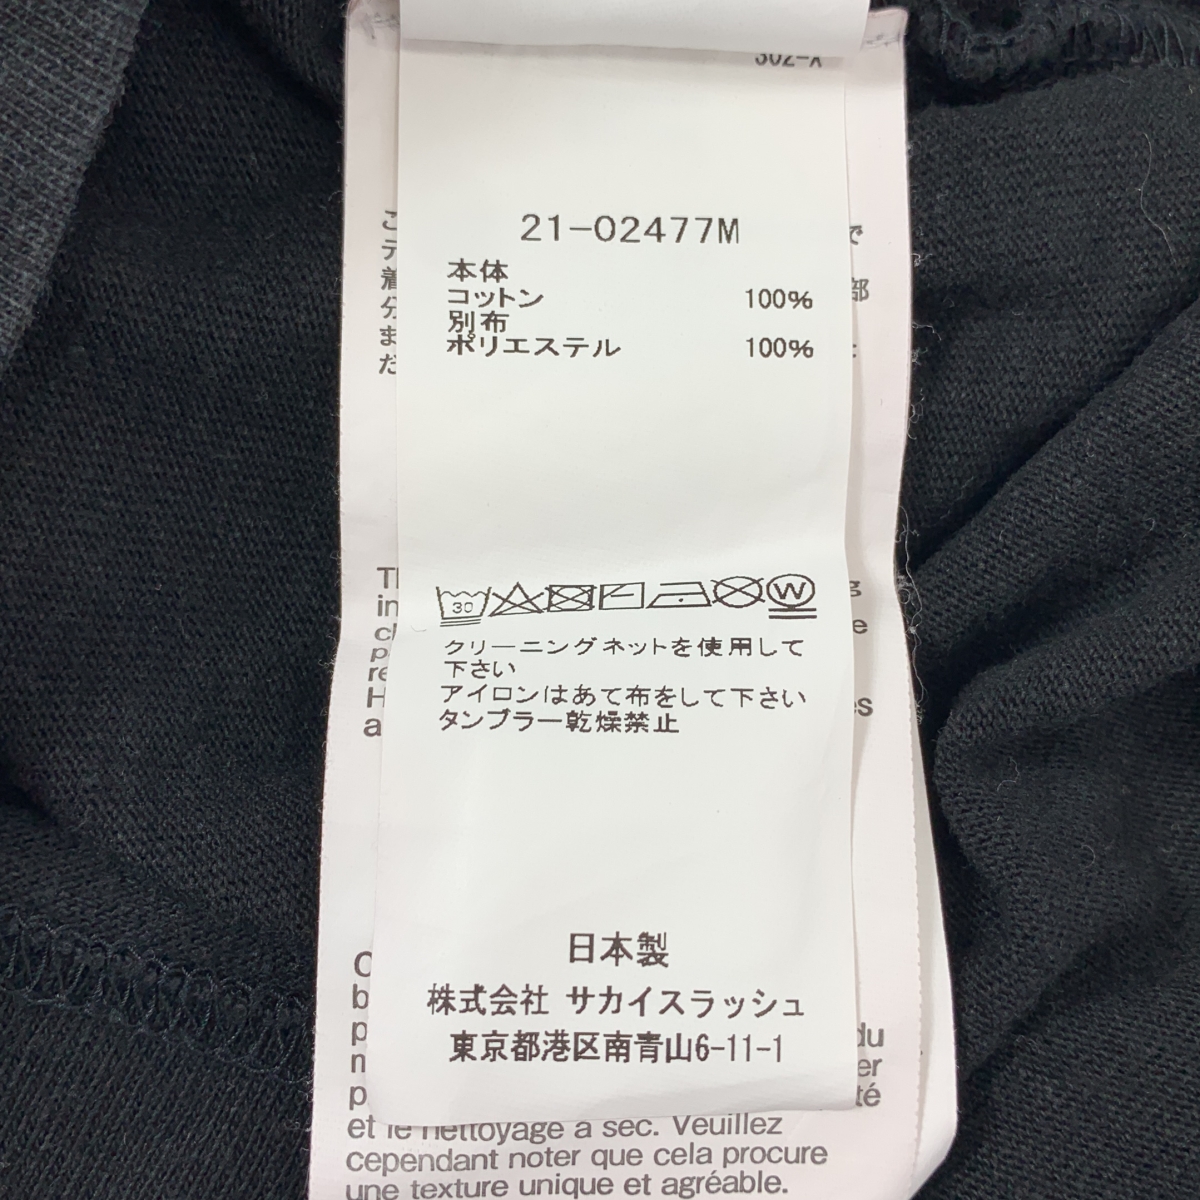 21-02477M
本体
コットン 100%
別布
ポリエステル 100%
30 W
クリーニングネットを使用して
下さい
アイロンはあて布をして下さい
タンブラー乾燥禁止
日本製
株式会社 サカイスラッシュ
東京都港区南青山6-11-1
et le nettoyage a sec. Veuillez
cependant noter que cela procure
une texture unique et agréable.